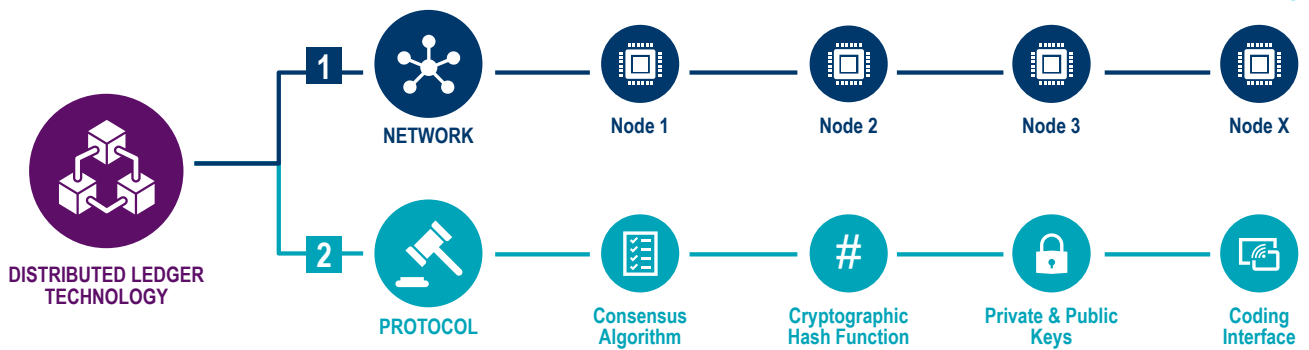 1
NETWORK
Node 1
Node 2
Node 3
Node X
DISTRIBUTED LEDGER
TECHNOLOGY
2
PROTOCOL
Consensus
Algorithm
#
Cryptographic
Hash Function
Private & Public
Keys
Coding
Interface